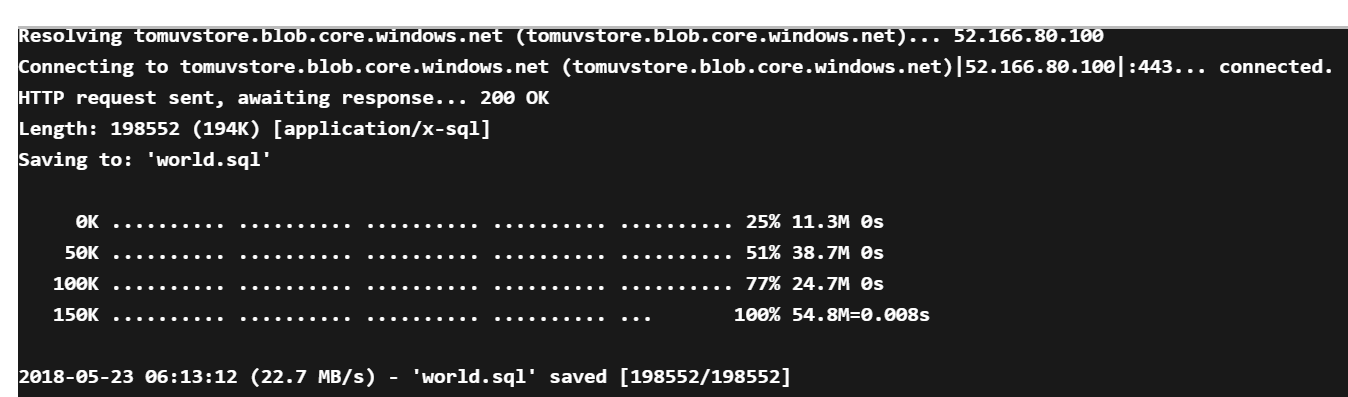 Resolving tomuvstore.blob.core.windows.net (tomuvstore.blob.core.windows.net)... 52.166.80.100
Connecting to tomuvstore.blob.core.windows.net (tomuvstore.blob.core.windows.net)|52.166.80.100|:443... connected.
HTTP request sent, awaiting response... 200 OK
Length: 198552 (194K) [application/x-sql]
Saving to: 'world.sql'
0K .......... .......... .......... .......... .......... 25% 11.3M 0s
50K .......... .......... .......... .......... .......... 51% 38.7M 0s
100K .......... .......... .......... .......... .......... 77% 24.7M 0s
150K .......... .......... .......... .......... ... 100% 54.8M=0.008s
2018-05-23 06:13:12 (22.7 MB/s) - 'world.sql' saved [198552/198552]